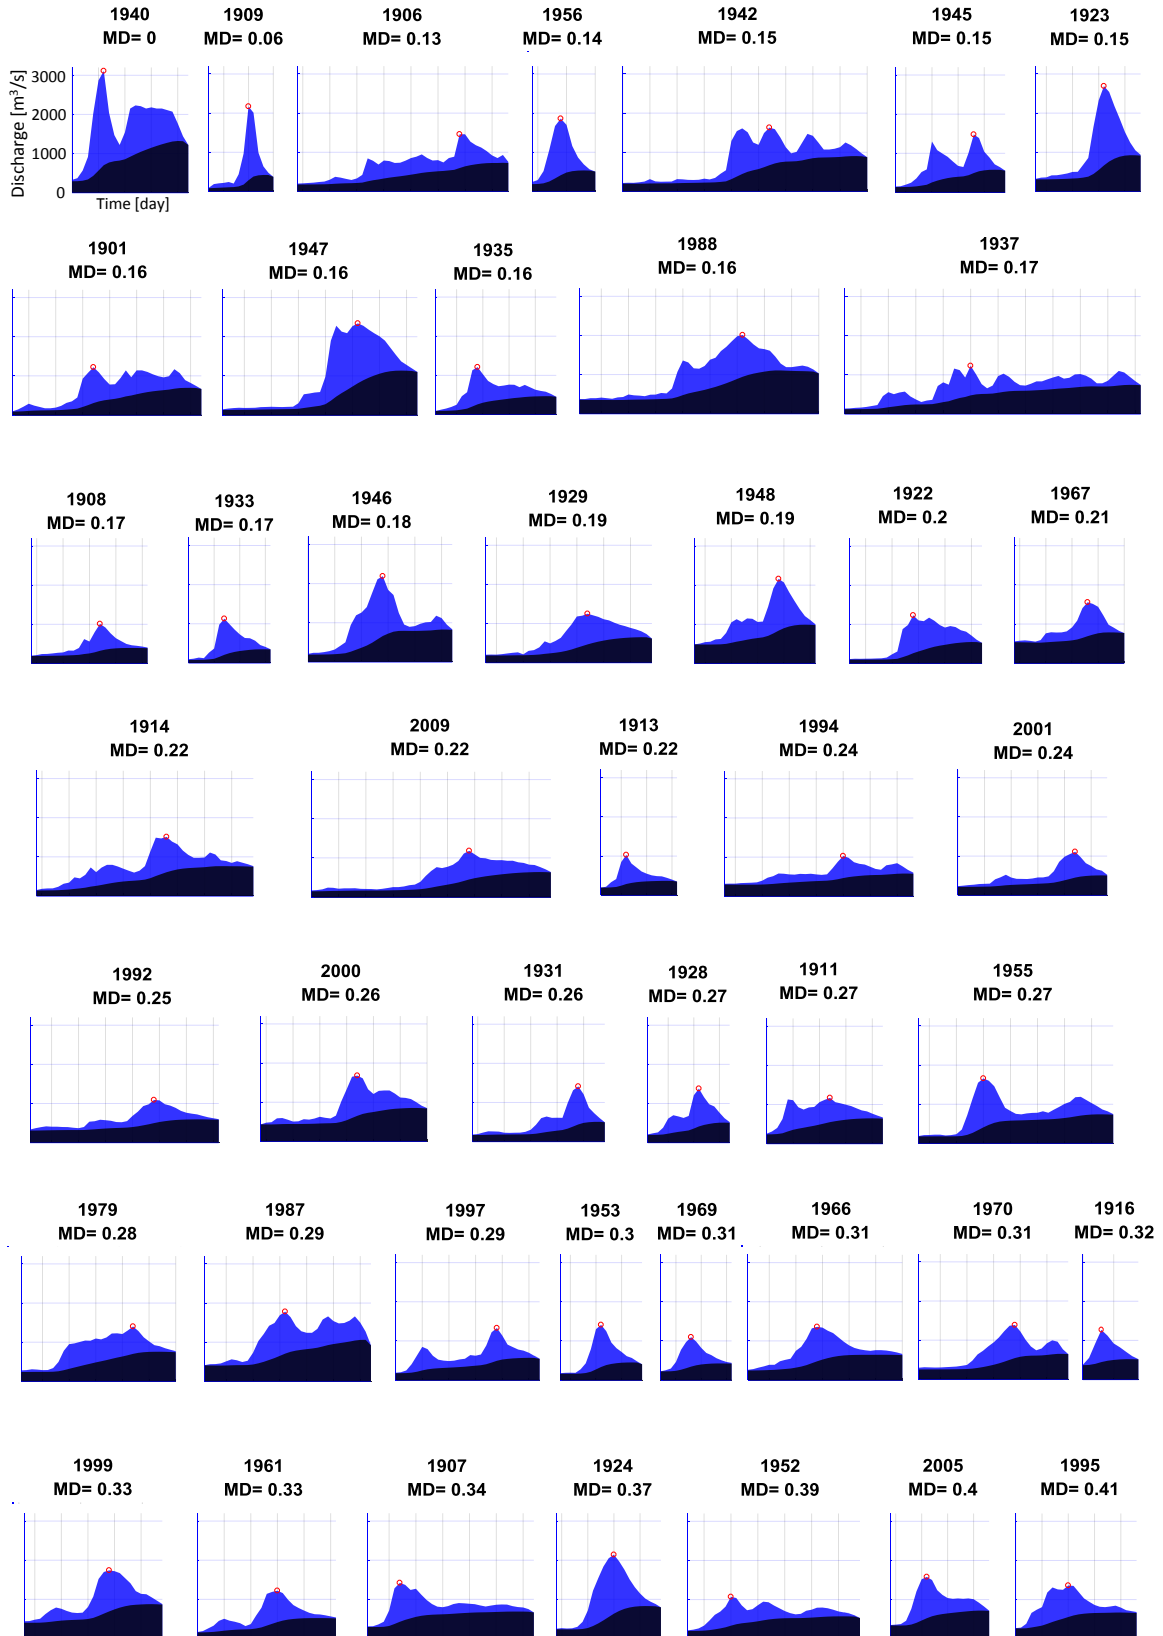 1940
MD= 0
1909
MD= 0.06
1906
MD= 0.13
1956
MD= 0.14
1942
MD= 0.15
1945
MD= 0.15
1923
MD= 0.15
Discharge [m³/s]
3000
2000
1000
0
Time [day]
1901
MD= 0.16
1947
MD= 0.16
1935
MD= 0.16
1988
MD= 0.16
1937
MD= 0.17
1908
MD= 0.17
1933
MD= 0.17
1946
MD= 0.18
1929
MD= 0.19
1948
MD= 0.19
1922
MD= 0.2
1967
MD= 0.21
1914
MD= 0.22
2009
MD= 0.22
1913
MD= 0.22
1994
MD= 0.24
2001
MD= 0.24
1992
MD= 0.25
2000
MD= 0.26
1931
MD= 0.26
1928
MD= 0.27
1911
MD= 0.27
1955
MD= 0.27
1979
MD= 0.28
1987
MD= 0.29
1997
MD= 0.29
1953
MD= 0.3
1969
MD= 0.31
1966
MD= 0.31
1970
MD= 0.31
1916
MD= 0.32
1999
MD= 0.33
1961
MD= 0.33
1907
MD= 0.34
1924
MD= 0.37
1952
MD= 0.39
2005
MD= 0.4
1995
MD= 0.41